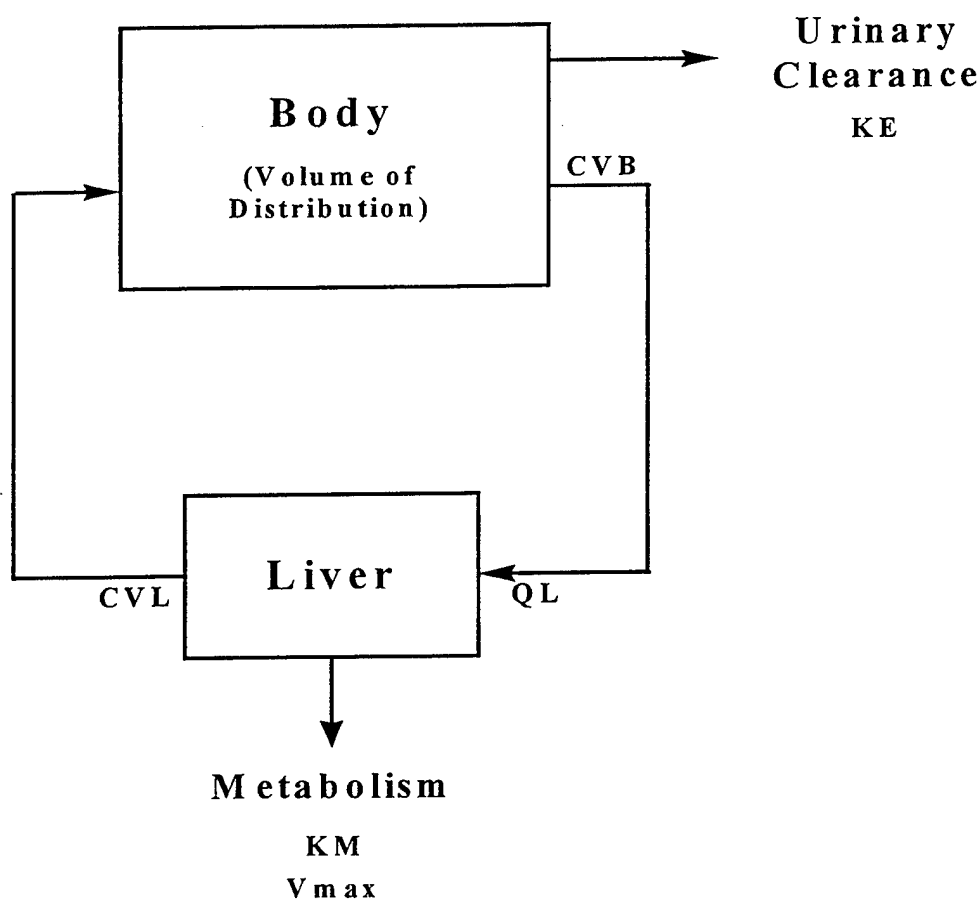 Urinary
Clearance
KE
Body
(Volume of
Distribution)
CVB
Liver
CVL
QL
Metabolism
KM
Vmax